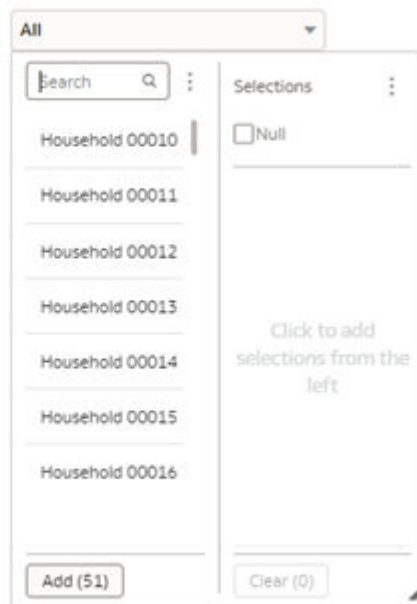 All
Search
Household 00010
Household 00011
Household 00012
Household 00013
Household 00014
Household 00015
Household 00016
Add (51)
Selections
Null
Click to add
selections from the
left
Clear (0)